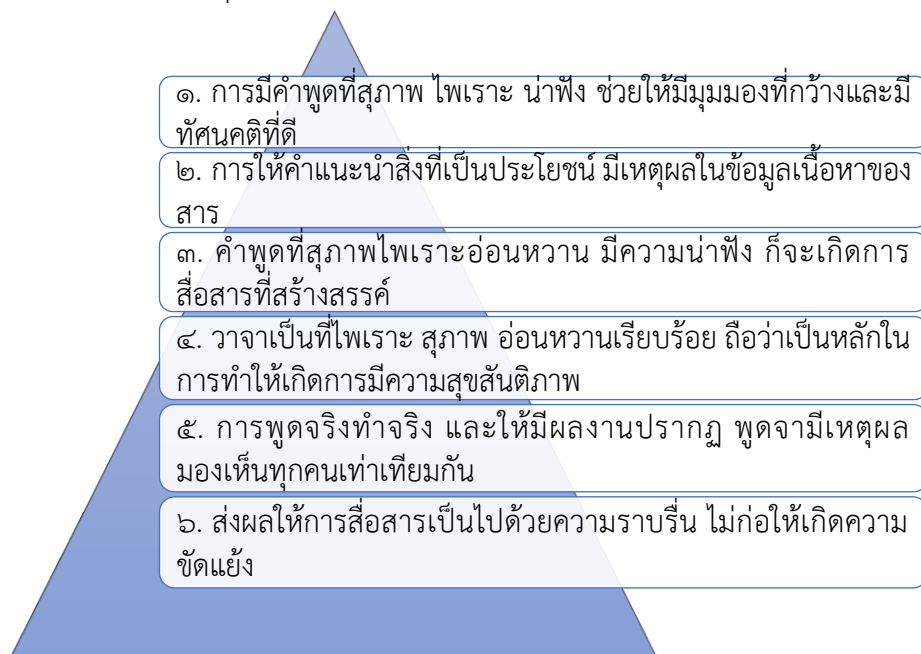 ๑. การมีคำพูดที่สุภาพ ไพเราะ น่าฟัง ช่วยให้มีมุมมองที่กว้างและมี
ทัศนคติที่ดี
๒. การให้คำแนะนำสิ่งที่เป็นประโยชน์ มีเหตุผลในข้อมูลเนื้อหาของ
สาร
๓. คำพูดที่สุภาพไพเราะอ่อนหวาน มีความน่าฟัง ก็จะเกิดการ
สื่อสารที่สร้างสรรค์
๔. วาจาเป็นที่ไพเราะ สุภาพ อ่อนหวานเรียบร้อย ถือว่าเป็นหลักใน
การทำให้เกิดการมีความสุขสันติภาพ
๕. การพูดจริงทำจริง และให้มีผลงานปรากฏ พูดจามีเหตุผล
มองเห็นทุกคนเท่าเทียมกัน
๖. ส่งผลให้การสื่อสารเป็นไปด้วยความราบรื่น ไม่ก่อให้เกิดความ
ขัดแย้ง